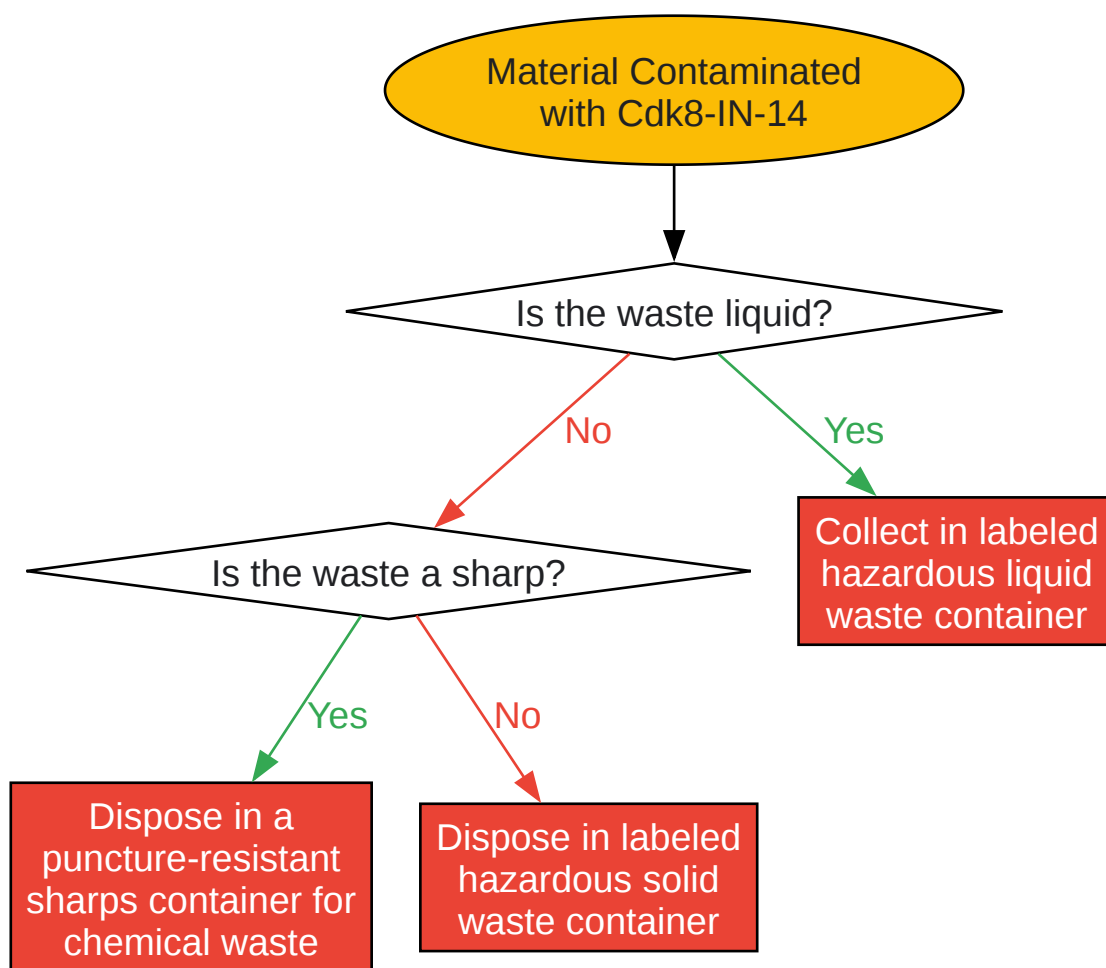 Material Contaminated
with Cdk8-IN-14
Is the waste liquid?
No
Yes
Collect in labeled
hazardous liquid
waste container
Is the waste a sharp?
Yes
No
Dispose in a
puncture-resistant
sharps container for
chemical waste
Dispose in labeled
hazardous solid
waste container